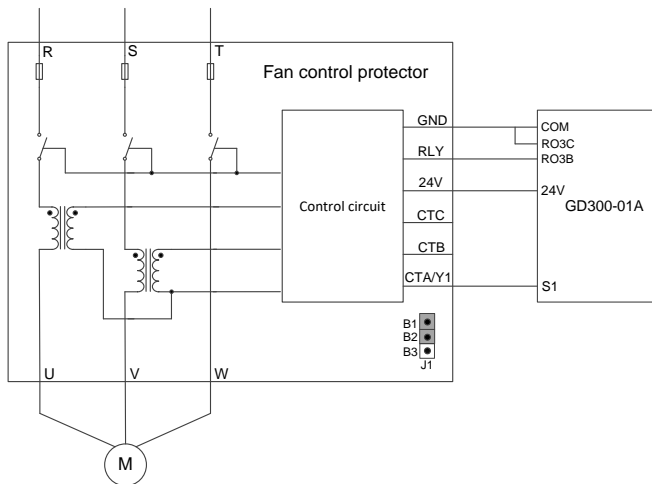 R S T
Fan control protector
GND
COM
RO3C
RLY
RO3B
24V
24V
GD300-01A
Control circuit
CTC
CTB
CTA/Y1
S1
B1
B2
B3
J1
U V W
M